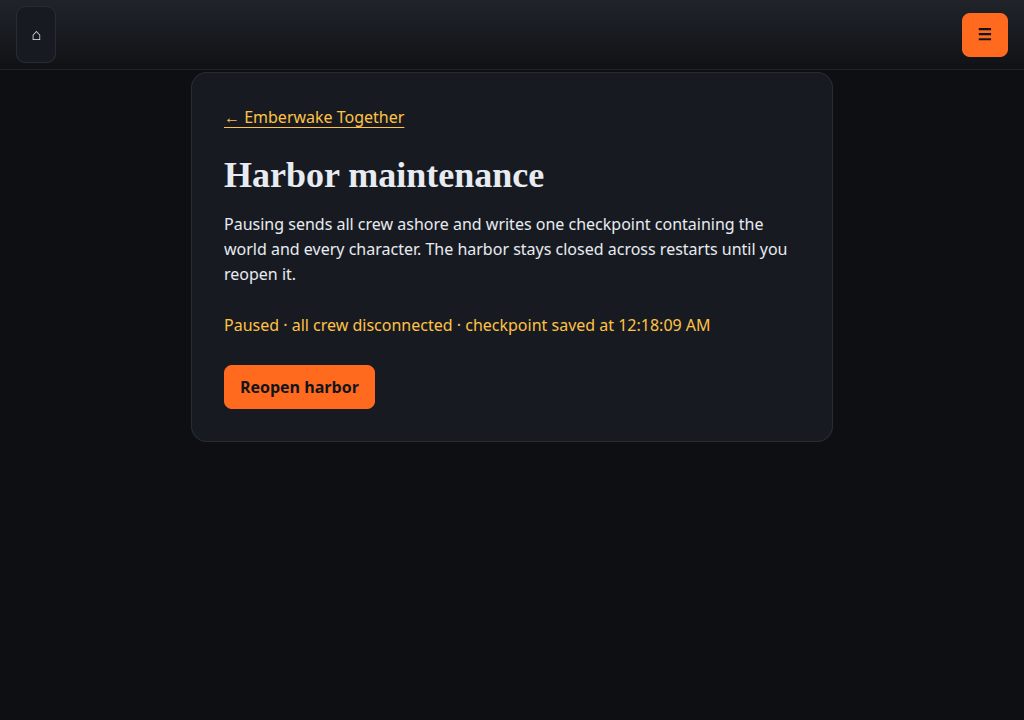 ← Emberwake Together
Harbor maintenance
Pausing sends all crew ashore and writes one checkpoint containing the
world and every character. The harbor stays closed across restarts until you
reopen it.
Paused · all crew disconnected · checkpoint saved at 12:18:09 AM
Reopen harbor